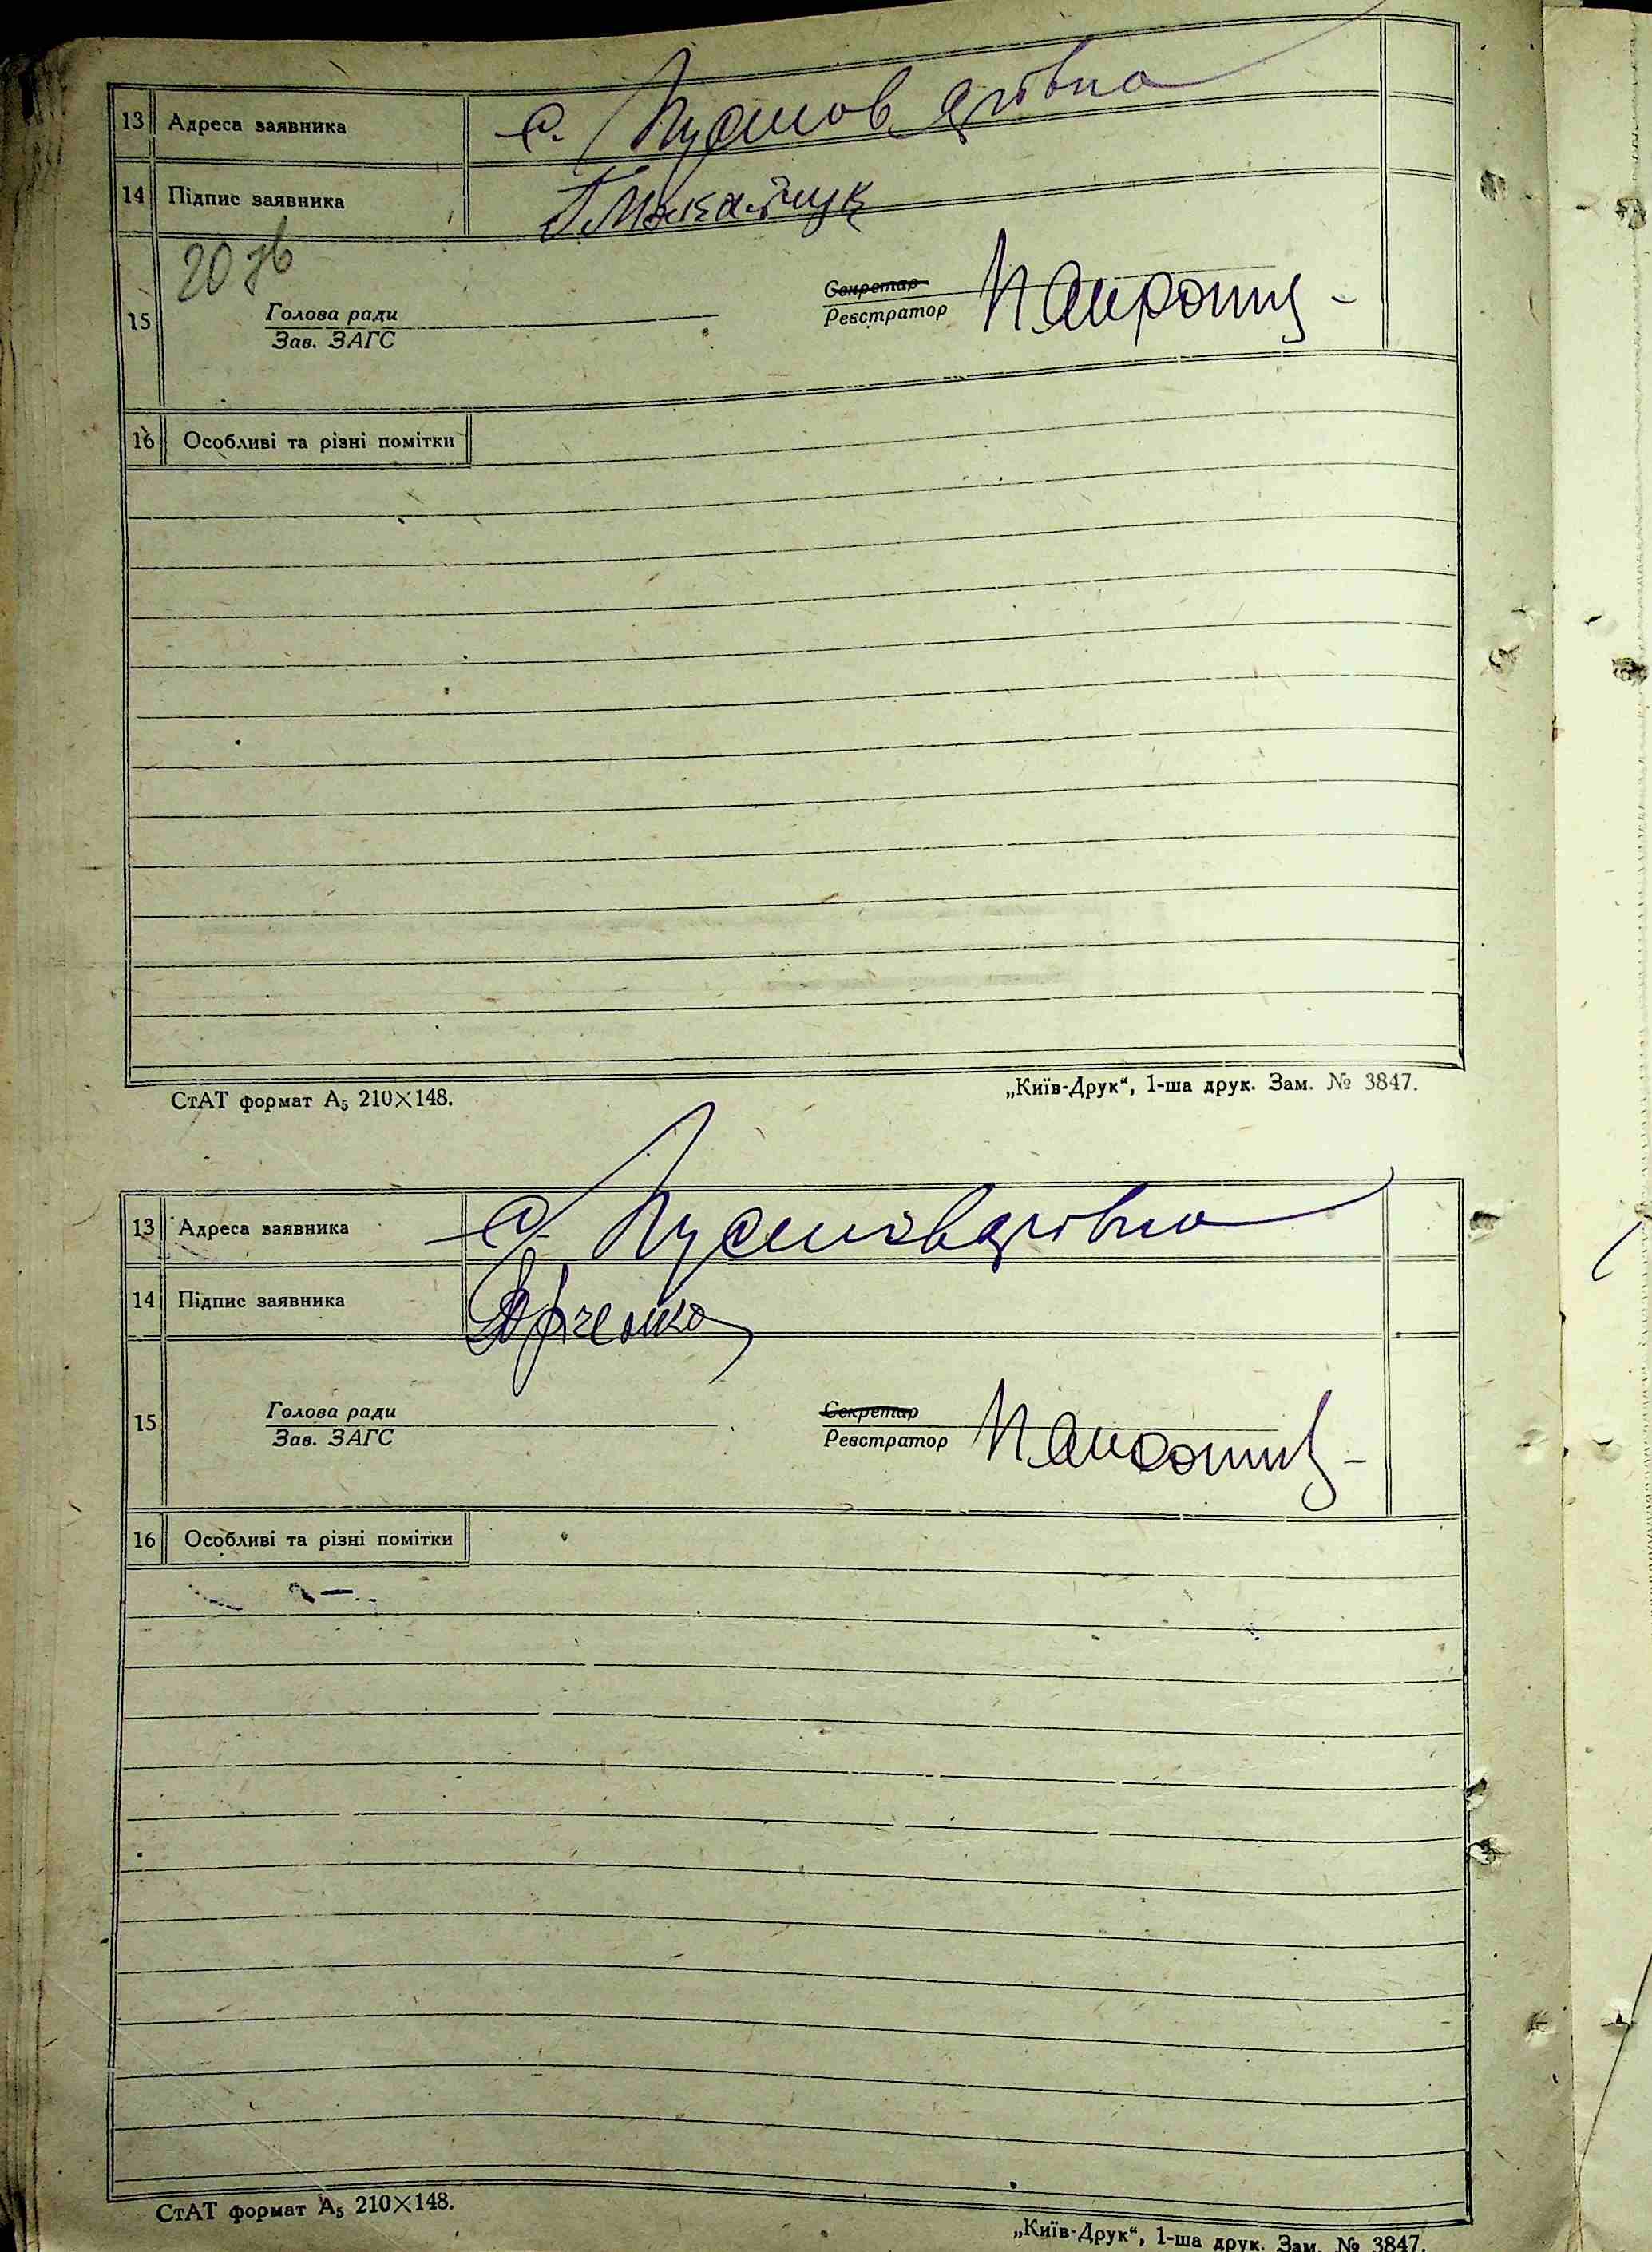 13 Адреса заявника с. Пустоварівка
14 Підпис заявника
20 зв
15 Голова ради
Зав. ЗАГС
Секретар
Реєстратор
16 Особливі та різні помітки
СтАТ формат А₅ 210×148. „Київ-Друк“, 1-ша друк. Зам. № 3847.
13 Адреса заявника с. Пустоварівка
14 Підпис заявника
15 Голова ради
Зав. ЗАГС
Секретар
Реєстратор
16 Особливі та різні помітки
СтАТ формат А₅ 210×148.
„Київ-Друк“, 1-ша друк. Зам. № 3847.